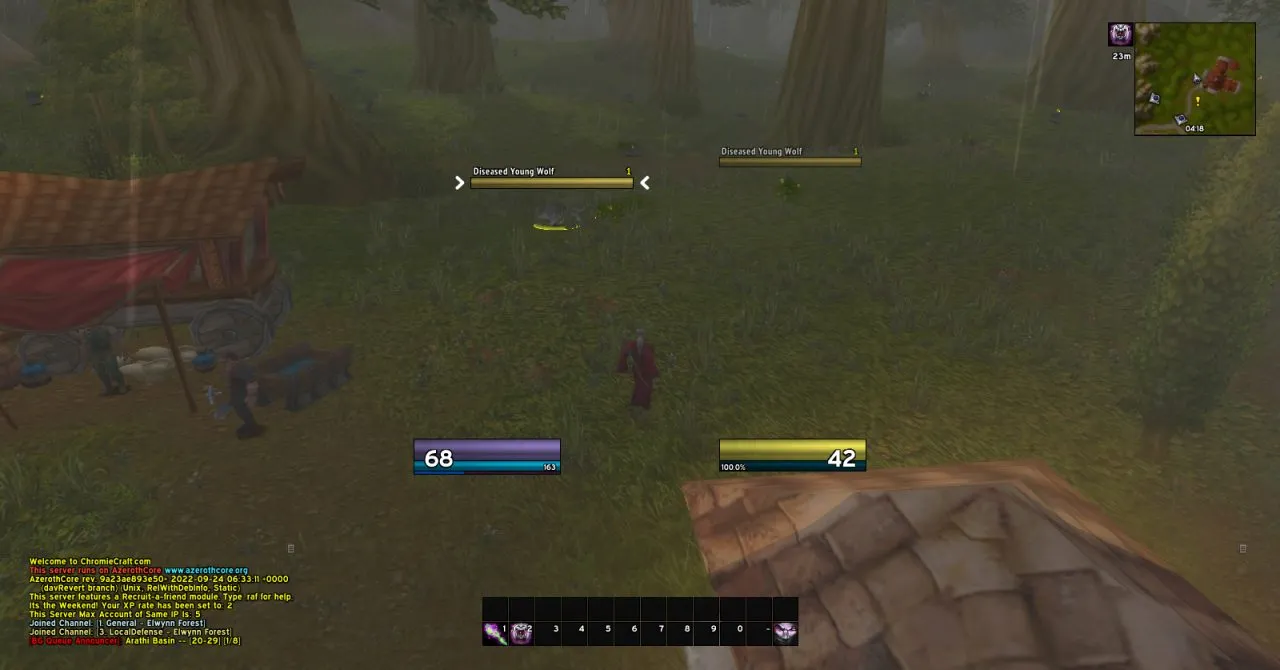 23m
04:18
Diseased Young Wolf 1
Diseased Young Wolf 1
68
163
100.0%
42
Welcome to ChromieCraft.com
This server runs on AzerothCore www.azerothcore.org
AzerothCore rev. 9a23ae893e50+ 2022-09-24 06:33:11 +0000
(davRevert branch) (Unix, RelWithDebInfo, Static)
This server features a Recruit-a-friend module. Type .raf for help.
Its the Weekend! Your XP rate has been set to: 2
This Server Max Account of Same IP Is: 5
Joined Channel: [1. General - Elwynn Forest]
Joined Channel: [3. LocalDefense - Elwynn Forest]
[BG Queue Announcer]: Arathi Basin -- [20-29] [1/8]
1 2 3 4 5 6 7 8 9 0 -